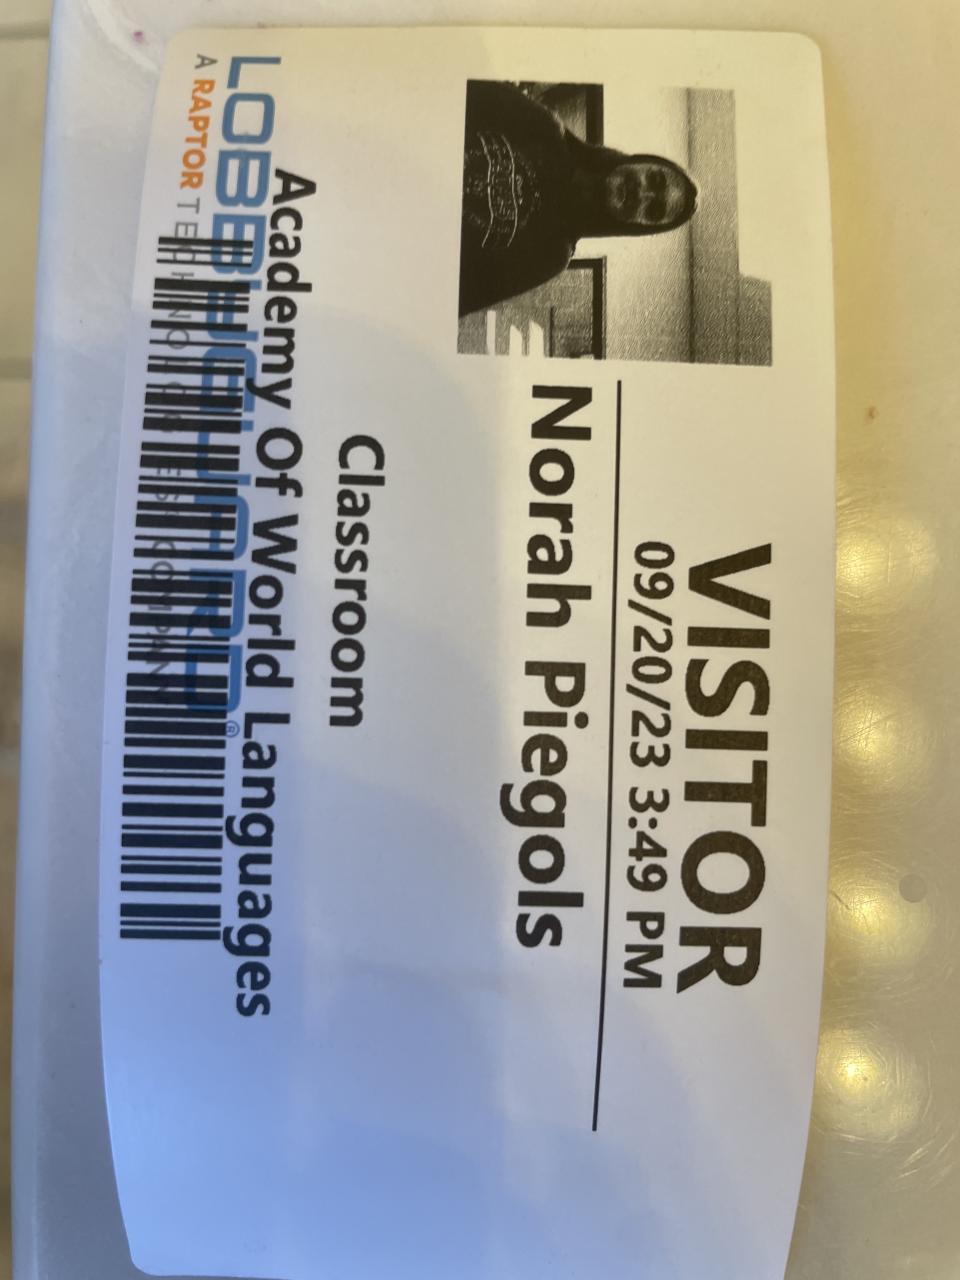 VISITOR
09/20/23 3:49 PM
Norah Piegols
Classroom
Academy Of World Languages
LOBBYGUARD®
A RAPTOR TECHNOLOGIES COMPANY